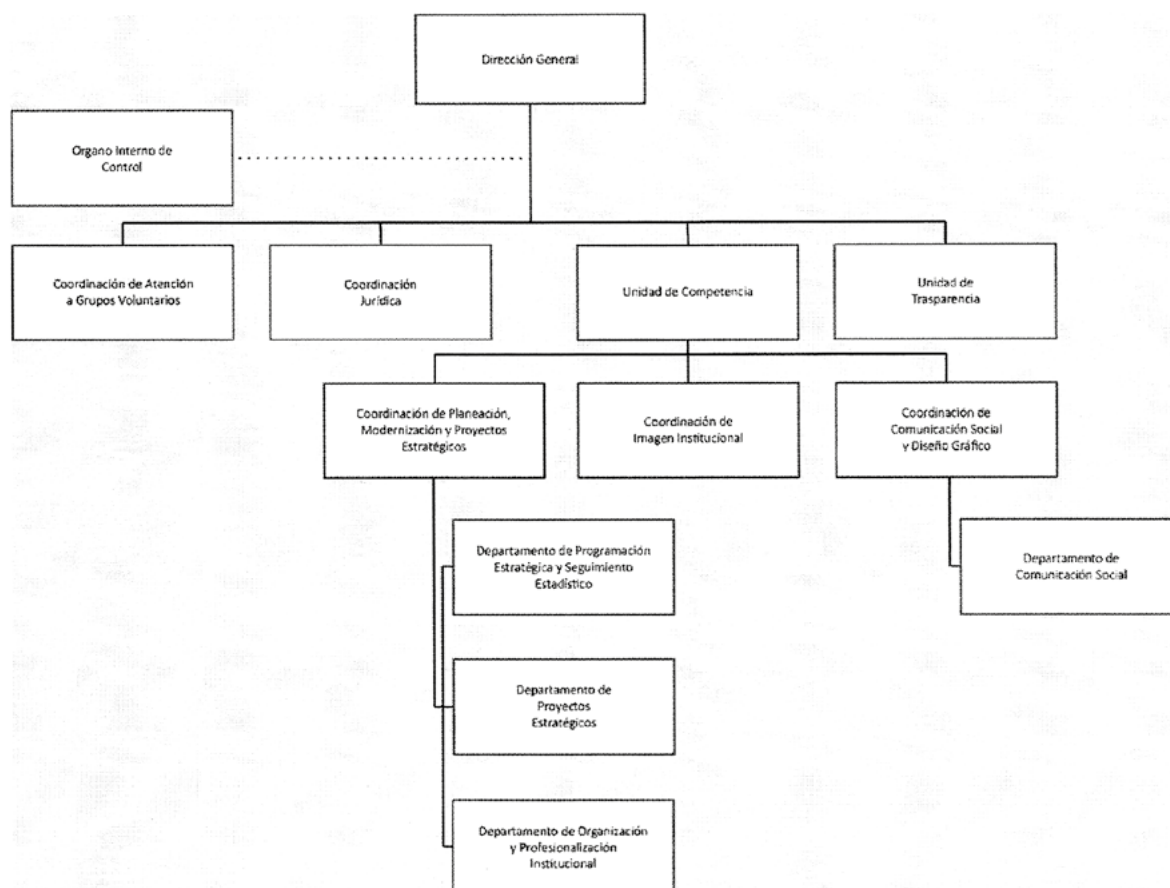 Dirección General
Organo Interno de
Control
Coordinación de Atención
a Grupos Voluntarios
Coordinación
Jurídica
Unidad de Competencia
Unidad de
Trasparencia
Coordinación de Planeación,
Modernización y Proyectos
Estratégicos
Coordinación de
Imagen Institucional
Coordinación de
Comunicación Social
y Diseño Gráfico
Departamento de Programación
Estratégica y Seguimiento
Estadístico
Departamento de
Comunicación Social
Departamento de
Proyectos
Estratégicos
Departamento de Organización
y Profesionalización
Institucional